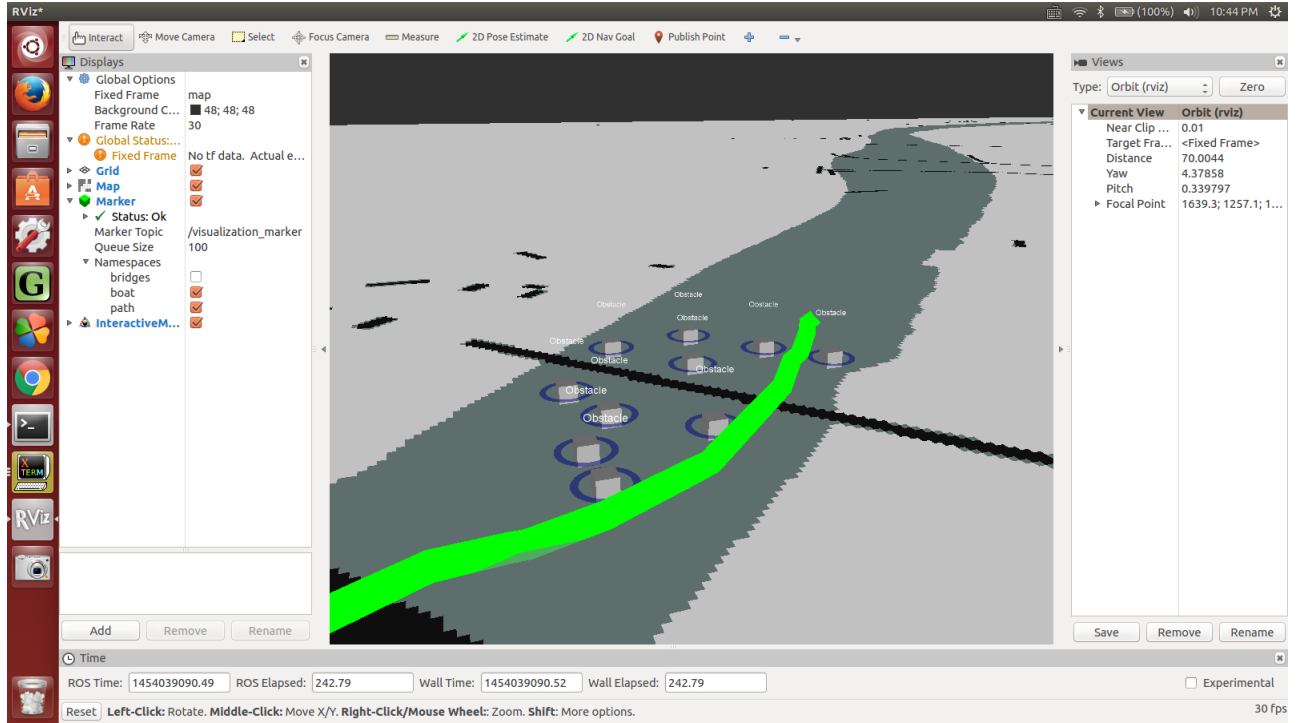 RViz*
(100%) 10:44 PM
Interact Move Camera Select Focus Camera Measure 2D Pose Estimate 2D Nav Goal Publish Point
Displays
Global Options
Fixed Frame map
Background C... 48; 48; 48
Frame Rate 30
Global Status:...
Fixed Frame No tf data. Actual e...
Grid
Map
Marker
Status: Ok
Marker Topic /visualization_marker
Queue Size 100
Namespaces
bridges
boat
path
InteractiveM...
Add Remove Rename
Obstacle
Obstacle
Obstacle
Obstacle
Obstacle
Obstacle
Obstacle
Obstacle
Obstacle
Obstacle
Views
Type: Orbit (rviz) Zero
Current View Orbit (rviz)
Near Clip ... 0.01
Target Fra... <Fixed Frame>
Distance 70.0044
Yaw 4.37858
Pitch 0.339797
Focal Point 1639.3; 1257.1; 1...
Save Remove Rename
Time
ROS Time: 1454039090.49 ROS Elapsed: 242.79 Wall Time: 1454039090.52 Wall Elapsed: 242.79 Experimental
Reset Left-Click: Rotate. Middle-Click: Move X/Y. Right-Click/Mouse Wheel:: Zoom. Shift: More options. 30 fps
G
>_
X
TERM
RViz